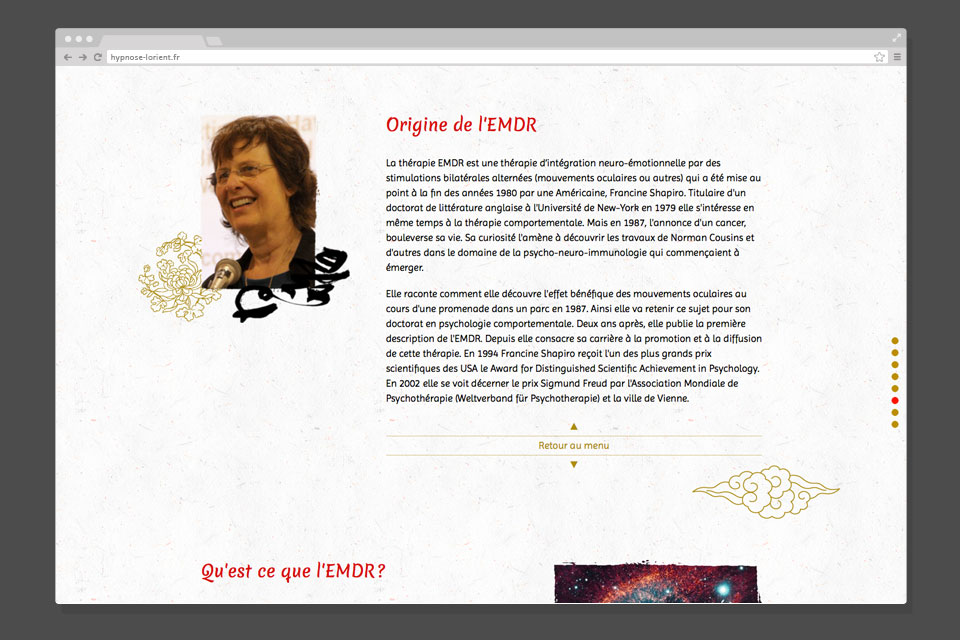 hypnose-lorient.fr
Origine de l'EMDR
La thérapie EMDR est une thérapie d'intégration neuro-émotionnelle par des
stimulations bilatérales alternées (mouvements oculaires ou autres) qui a été mise au
point à la fin des années 1980 par une Américaine, Francine Shapiro. Titulaire d'un
doctorat de littérature anglaise à l'Université de New-York en 1979 elle s'intéresse en
même temps à la thérapie comportementale. Mais en 1987, l'annonce d'un cancer,
bouleverse sa vie. Sa curiosité l'amène à découvrir les travaux de Norman Cousins et
d'autres dans le domaine de la psycho-neuro-immunologie qui commençaient à
émerger.
Elle raconte comment elle découvre l'effet bénéfique des mouvements oculaires au
cours d'une promenade dans un parc en 1987. Ainsi elle va retenir ce sujet pour son
doctorat en psychologie comportementale. Deux ans après, elle publie la première
description de l'EMDR. Depuis elle consacre sa carrière à la promotion et à la diffusion
de cette thérapie. En 1994 Francine Shapiro reçoit l'un des plus grands prix
scientifiques des USA le Award for Distinguished Scientific Achievement in Psychology.
En 2002 elle se voit décerner le prix Sigmund Freud par l'Association Mondiale de
Psychothérapie (Weltverband für Psychotherapie) et la ville de Vienne.
Retour au menu
Qu'est ce que l'EMDR?